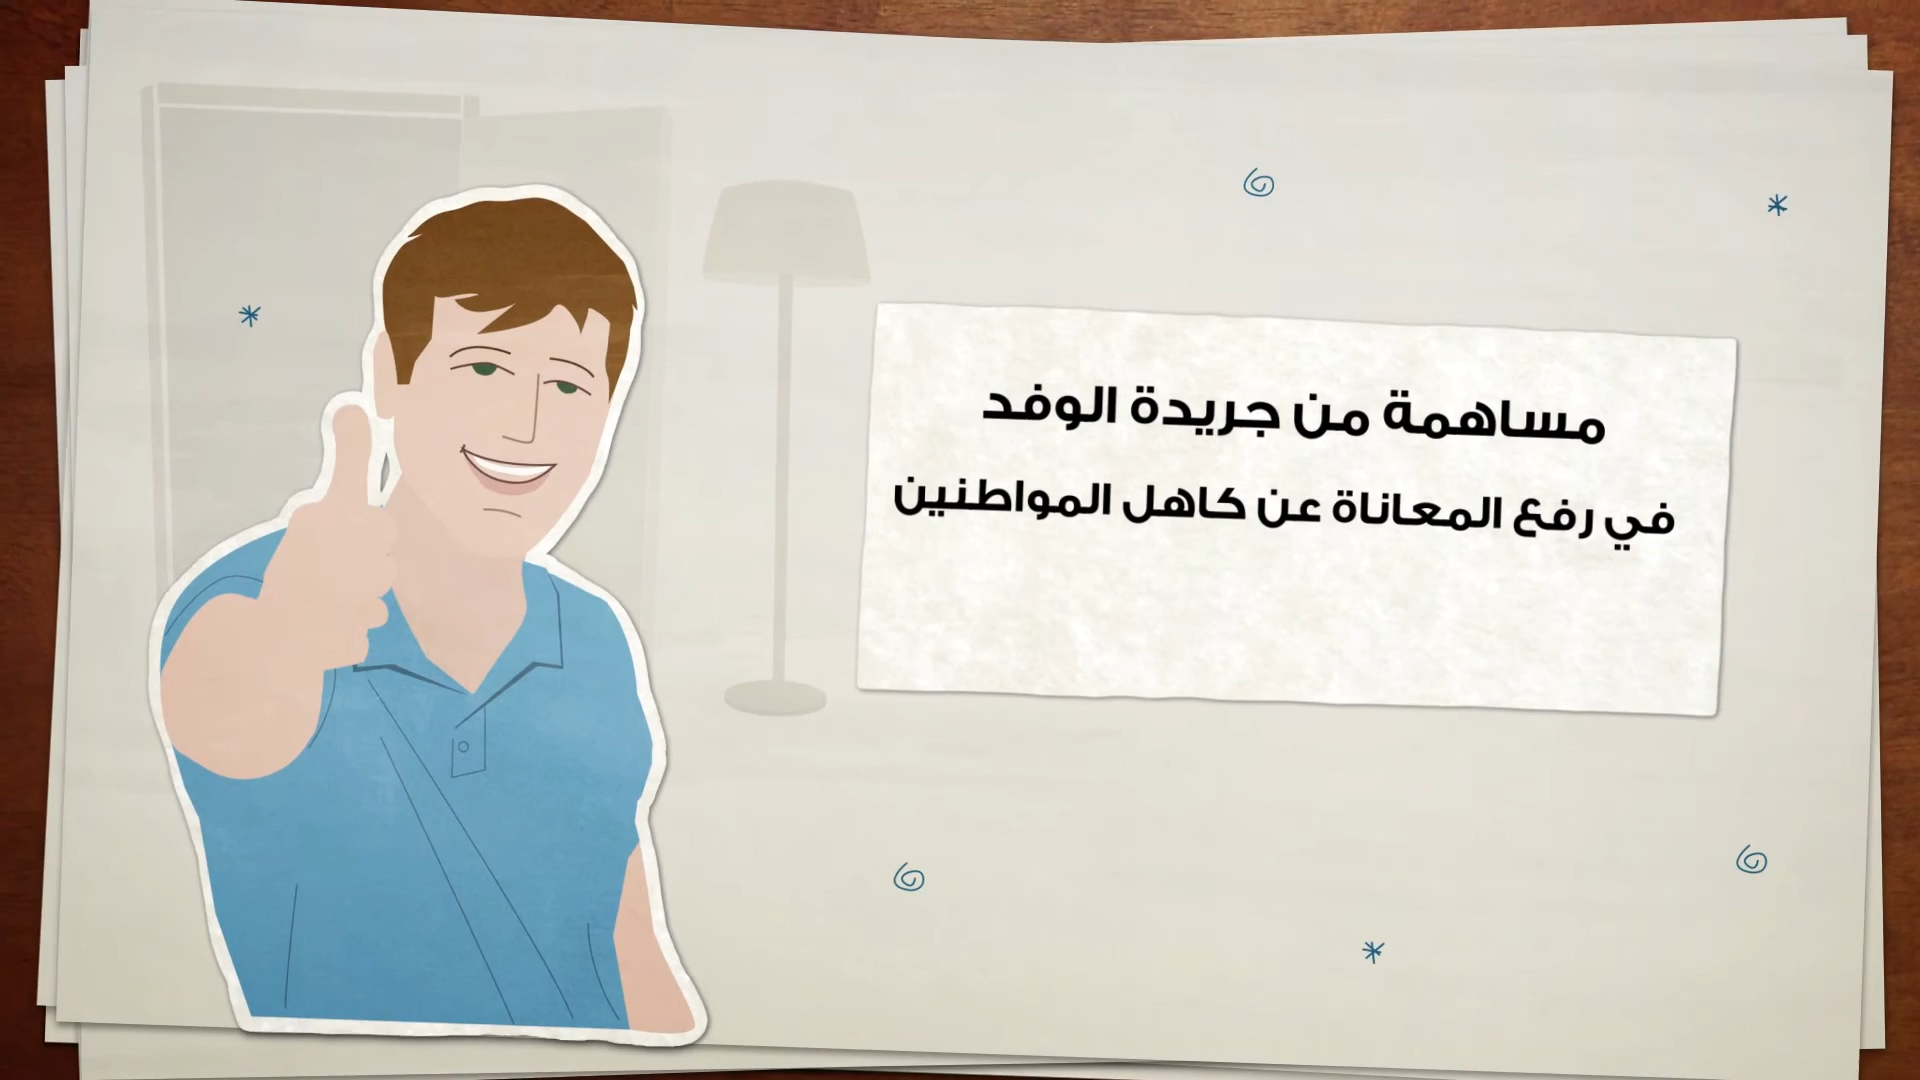 مساهمة من جريدة الوفد
في رفع المعاناة عن كاهل المواطنين